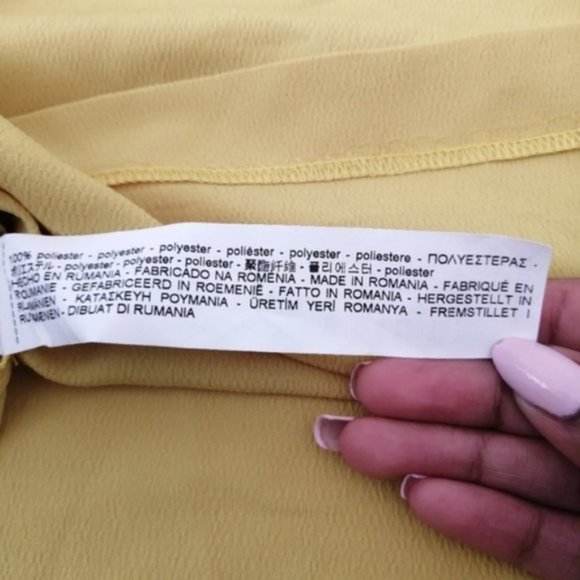 100% poliester - polyester - polyester - poliéster - polyester - poliestere - ΠΟΛΥΕΣΤΕΡΑΣ -
ポリエステル - polyester - polyester - poliester - 聚酯纤维 - 폴리에스터 - poliester
HECHO EN RUMANIA - FABRICADO NA ROMÉNIA - MADE IN ROMANIA - FABRIQUÉ EN
ROUMANIE - GEFABRICEERD IN ROEMENIË - FATTO IN ROMANIA - HERGESTELLT IN
RUMÄNIEN - ΚΑΤΑΣΚΕΥΗ ΡΟΥΜΑΝΙΑ - ÜRETİM YERİ ROMANYA - FREMSTILLET I
RUMÆNIEN - DIBUAT DI RUMANIA